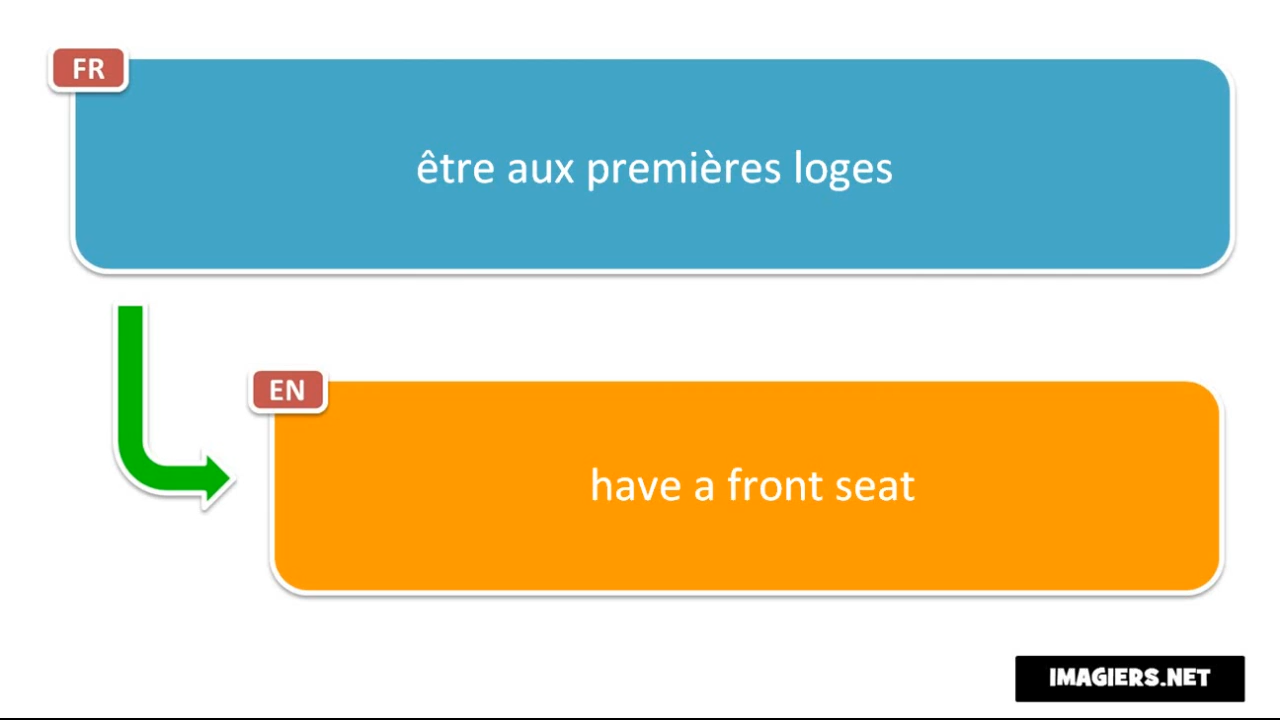 FR
être aux premières loges
EN
have a front seat
IMAGIERS.NET